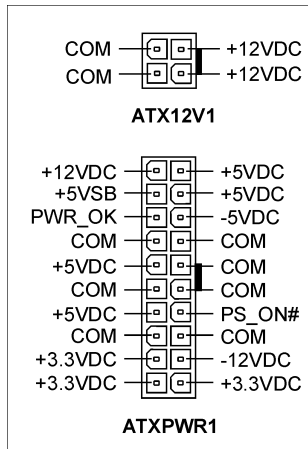 COM +12VDC
COM +12VDC
ATX12V1
+12VDC +5VDC
+5VSB +5VDC
PWR_OK -5VDC
COM COM
+5VDC COM
COM COM
+5VDC PS_ON#
COM COM
+3.3VDC -12VDC
+3.3VDC +3.3VDC
ATXPWR1